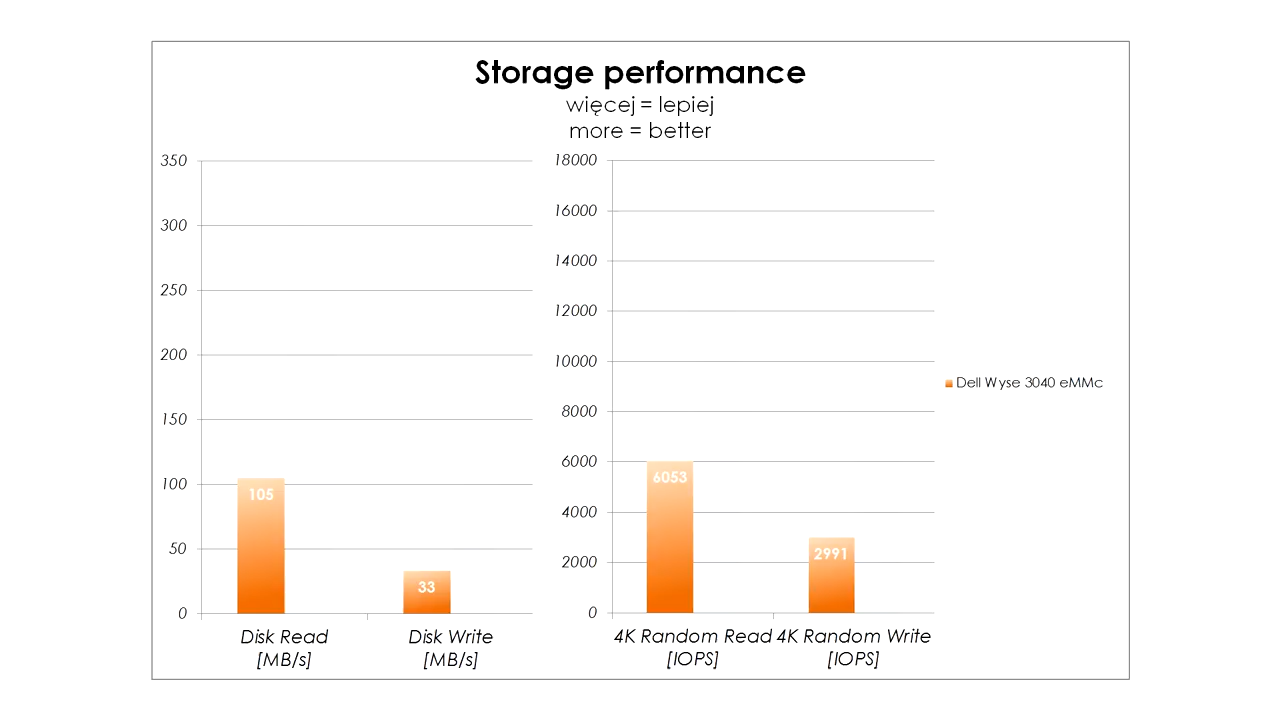 Storage performance
więcej = lepiej
more = better
350
300
250
200
150
100
50
0
105
33
Disk Read
[MB/s]
Disk Write
[MB/s]
18000
16000
14000
12000
10000
8000
6000
4000
2000
0
6053
2991
4K Random Read
[IOPS]
4K Random Write
[IOPS]
Dell Wyse 3040 eMMc